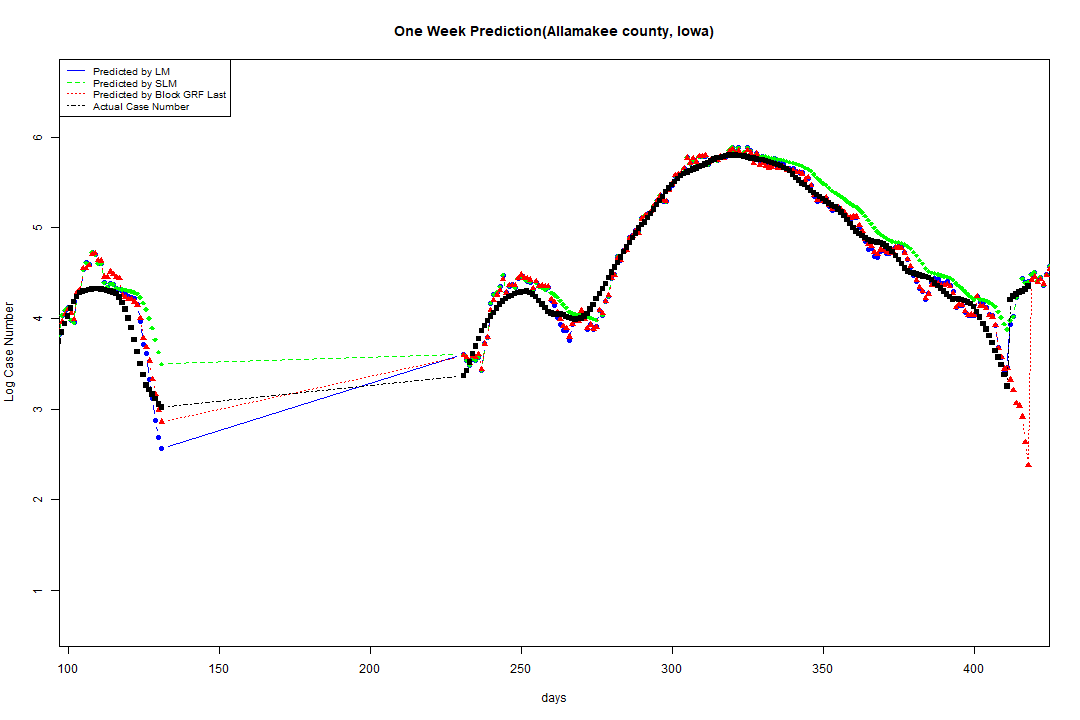 One Week Prediction(Allamakee county, Iowa)
Predicted by LM
Predicted by SLM
Predicted by Block GRF Last
Actual Case Number
6
5
4
3
2
1
Log Case Number
100 150 200 250 300 350 400
days